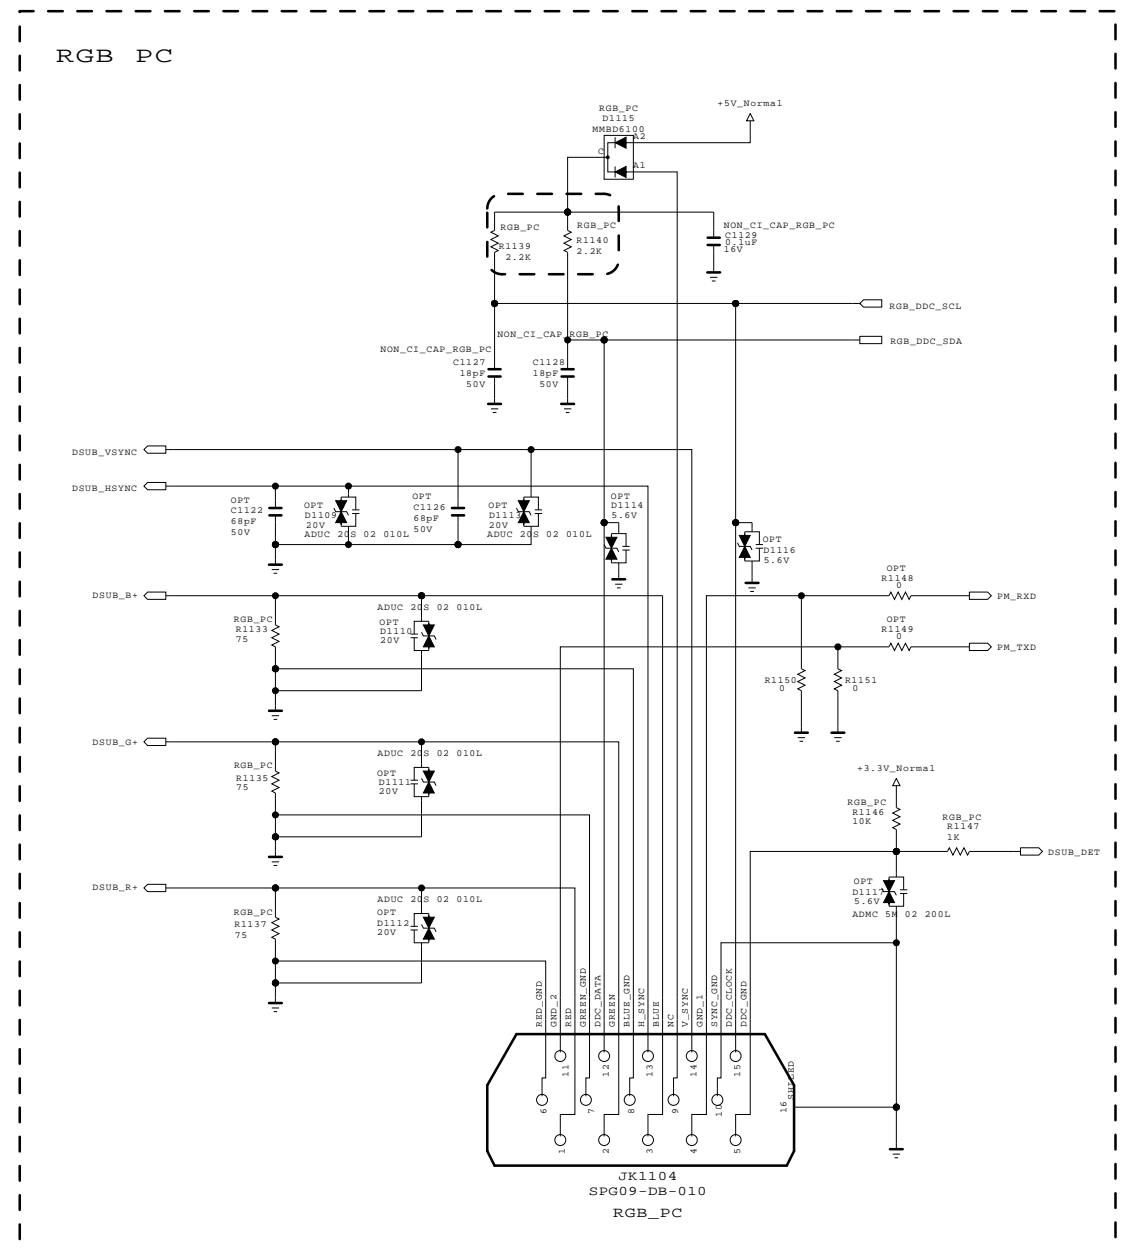 RGB PC
+5V_Normal
RGB_PC
D1115
MMBD6100
A2
C
A1
RGB_PC
R1139
2.2K
RGB_PC
R1140
2.2K
NON_CI_CAP_RGB_PC
C1129
0.1uF
16V
RGB_DDC_SCL
NON_CI_CAP_RGB_PC
RGB_DDC_SDA
NON_CI_CAP_RGB_PC
C1127
18pF
50V
C1128
18pF
50V
DSUB_VSYNC
DSUB_HSYNC
OPT
C1122
68pF
50V
OPT
D1109
20V
ADUC 20S 02 010L
OPT
C1126
68pF
50V
OPT
D1113
20V
ADUC 20S 02 010L
OPT
D1114
5.6V
OPT
D1116
5.6V
OPT
R1148
0
PM_RXD
DSUB_B+
ADUC 20S 02 010L
RGB_PC
R1133
75
OPT
D1110
20V
OPT
R1149
0
PM_TXD
R1150
0
R1151
0
DSUB_G+
ADUC 20S 02 010L
RGB_PC
R1135
75
OPT
D1111
20V
+3.3V_Normal
RGB_PC
R1146
10K
RGB_PC
R1147
1K
DSUB_DET
DSUB_R+
ADUC 20S 02 010L
RGB_PC
R1137
75
OPT
D1112
20V
OPT
D1117
5.6V
ADMC 5M 02 200L
RED_GND
GND_2
RED
GREEN_GND
DDC_DATA
GREEN
BLUE_GND
H_SYNC
BLUE
NC
V_SYNC
GND_1
SYNC_GND
DDC_CLOCK
DDC_GND
SHILED
11
12
13
14
15
6
7
8
9
10
16
1
2
3
4
5
JK1104
SPG09-DB-010
RGB_PC